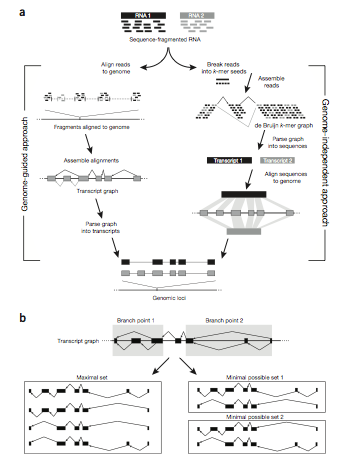 a
RNA 1
RNA 2
Sequence-fragmented RNA
Align reads
to genome
Break reads
into k-mer seeds
Assemble
reads
Fragments aligned to genome
de Bruijn k-mer graph
Genome-guided approach
Genome-independent approach
Parse graph
into sequences
Assemble alignments
Transcript 1
Transcript 2
Transcript graph
Align sequences
to genome
Parse graph
into transcripts
Genomic loci
b
Branch point 1
Branch point 2
Transcript graph
Maximal set
Minimal possible set 1
Minimal possible set 2